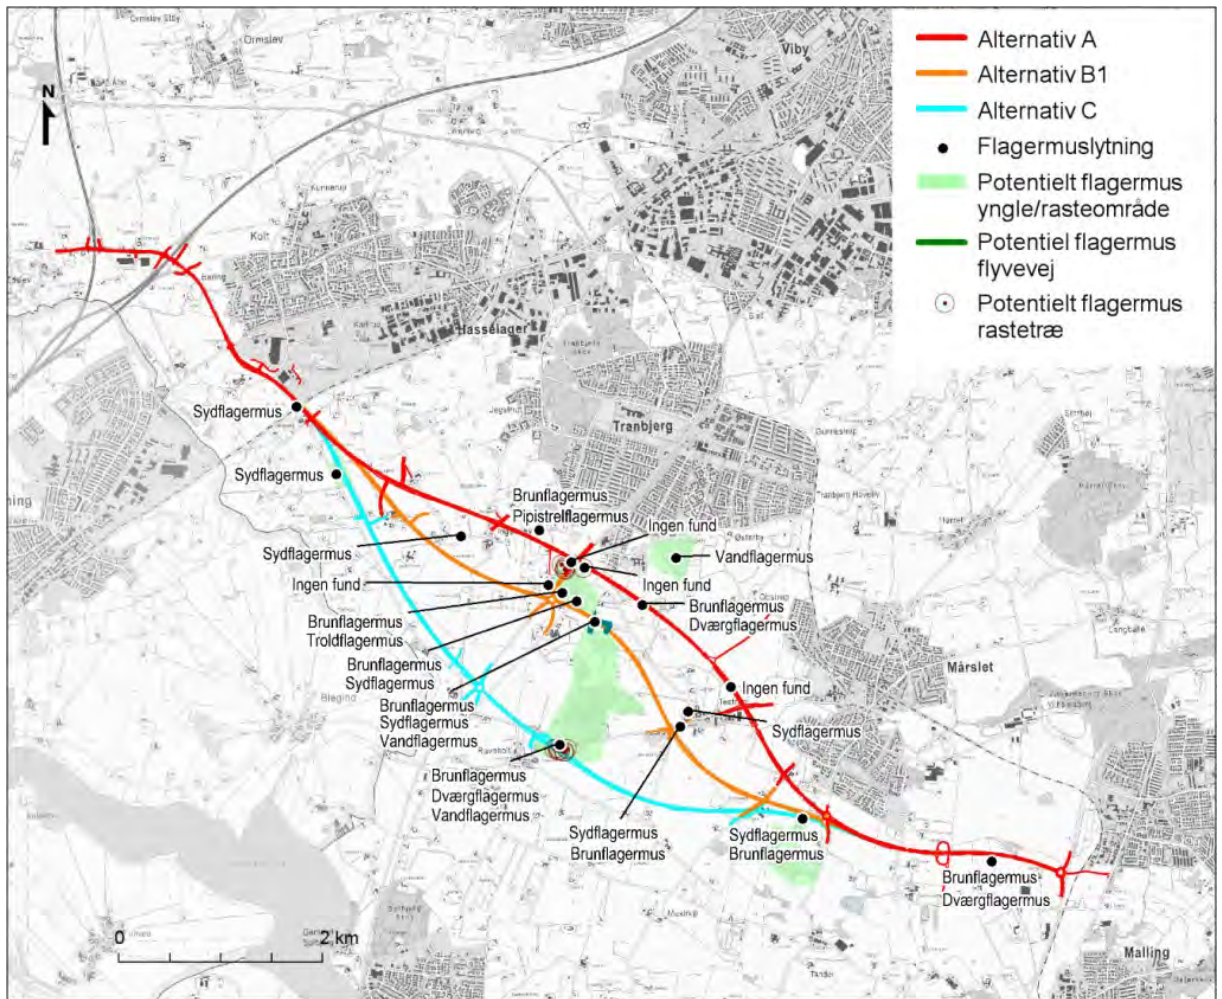 Alternativ A
Alternativ B1
Alternativ C
Flagermuslytning
Potentielt flagermus
yngle/rasteområde
Potentiel flagermus
flyvevej
Potentielt flagermus
rastetræ
N
Ormslev
Viby
Kolt
Hasselager
Tranbjerg
Sydflagermus
Sydflagermus
Brunflagermus
Pipistrelflagermus
Ingen fund
Sydflagermus
Vandflagermus
Ingen fund
Ingen fund
Brunflagermus
Dværgflagermus
Brunflagermus
Troldflagermus
Brunflagermus
Sydflagermus
Mårslet
Ingen fund
Brunflagermus
Sydflagermus
Vandflagermus
Sydflagermus
Brunflagermus
Dværgflagermus
Vandflagermus
Sydflagermus
Brunflagermus
Sydflagermus
Brunflagermus
Brunflagermus
Dværgflagermus
0 2 km
Malling